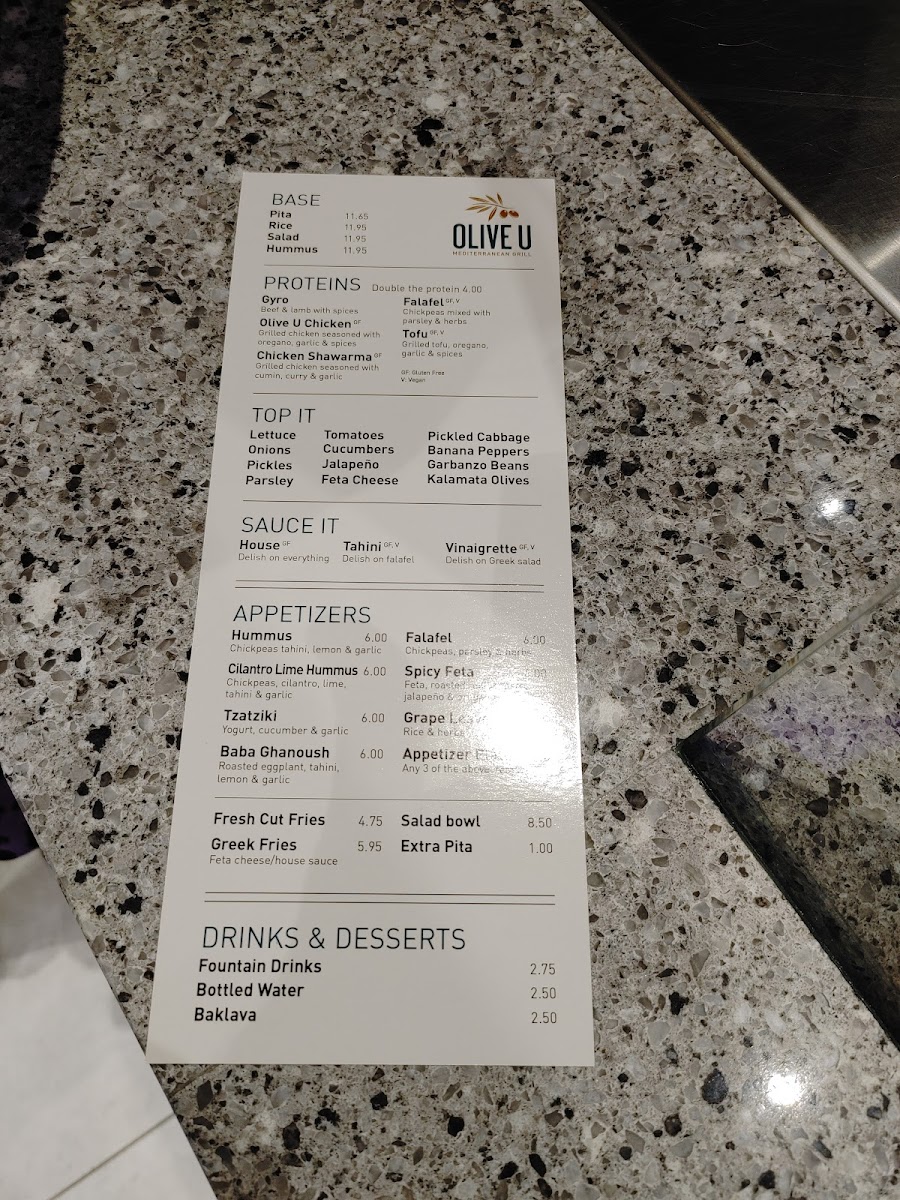 OLIVE U
MEDITERRANEAN GRILL
BASE
Pita 11.65
Rice 11.95
Salad 11.95
Hummus 11.95
PROTEINS Double the protein 4.00
Gyro
Beef & lamb with spices
Olive U Chicken GF
Grilled chicken seasoned with
oregano, garlic & spices
Chicken Shawarma GF
Grilled chicken seasoned with
cumin, curry & garlic
Falafel GF, V
Chickpeas mixed with
parsley & herbs
Tofu GF, V
Grilled tofu, oregano,
garlic & spices
GF: Gluten Free
V: Vegan
TOP IT
Lettuce Tomatoes Pickled Cabbage
Onions Cucumbers Banana Peppers
Pickles Jalapeño Garbanzo Beans
Parsley Feta Cheese Kalamata Olives
SAUCE IT
House GF Tahini GF, V Vinaigrette GF, V
Delish on everything Delish on falafel Delish on Greek salad
APPETIZERS
Hummus 6.00
Chickpeas tahini, lemon & garlic
Cilantro Lime Hummus 6.00
Chickpeas, cilantro, lime,
tahini & garlic
Tzatziki 6.00
Yogurt, cucumber & garlic
Baba Ghanoush 6.00
Roasted eggplant, tahini,
lemon & garlic
Falafel 6.00
Chickpeas, parsley & herbs
Spicy Feta
Feta, roasted
jalapeño &
Grape
Rice & herbs
Appetizer
Any 3 of the above
Fresh Cut Fries 4.75 Salad bowl 8.50
Greek Fries 5.95 Extra Pita 1.00
Feta cheese/house sauce
DRINKS & DESSERTS
Fountain Drinks 2.75
Bottled Water 2.50
Baklava 2.50